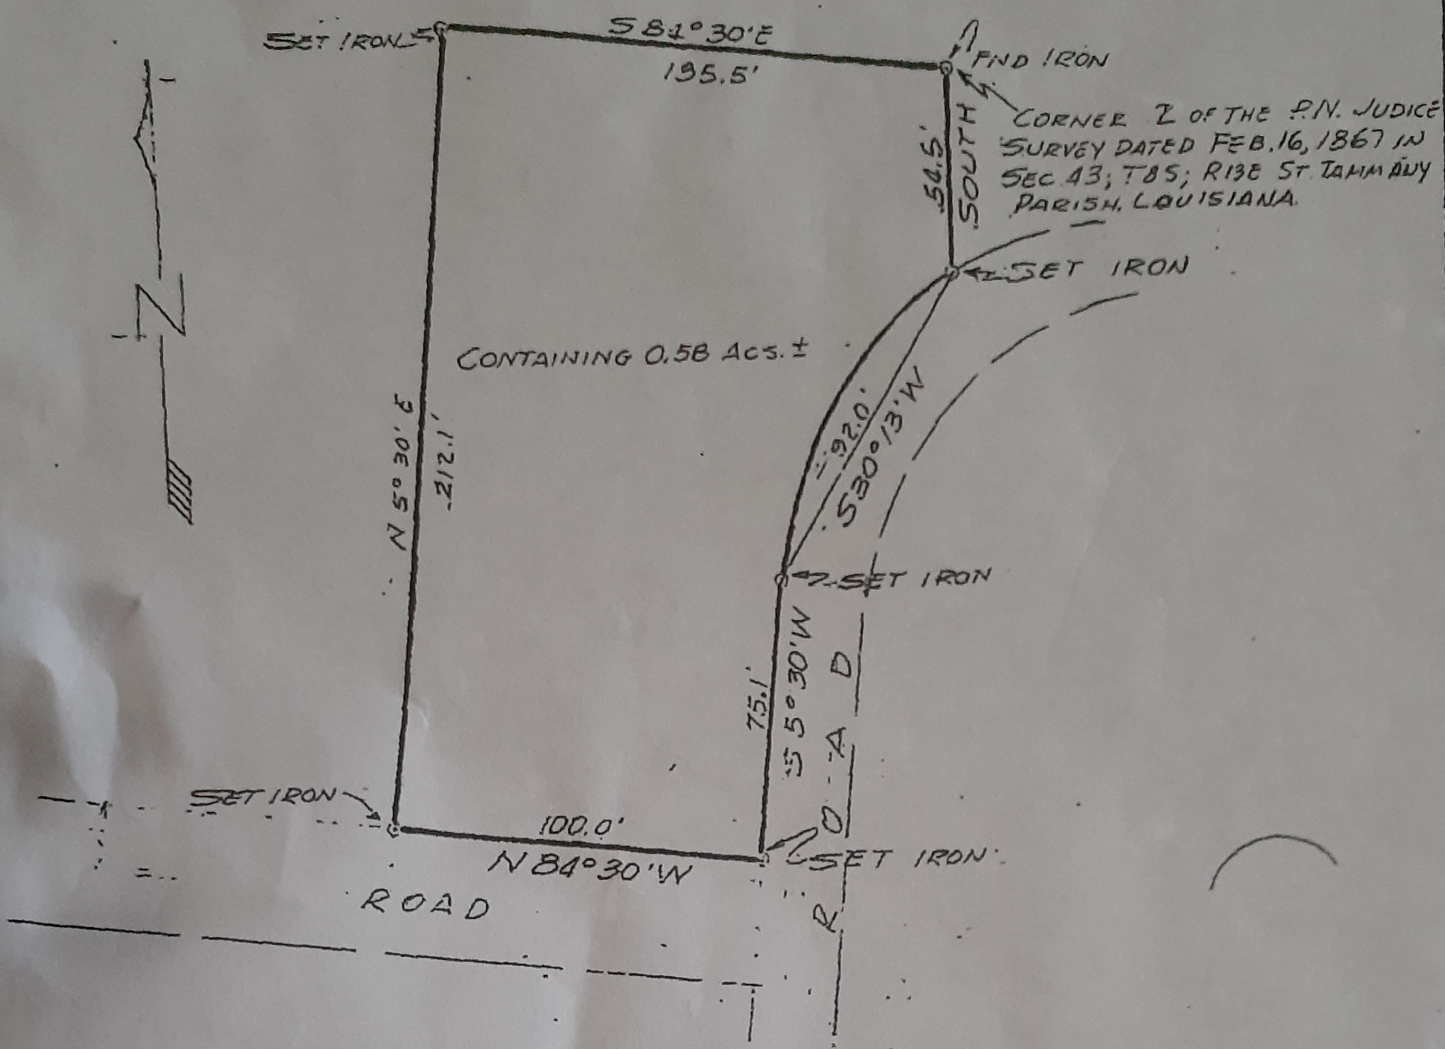 S 84° 30' E
SET IRON
195.5'
FND IRON
CORNER 2 OF THE P.N. JUDICE
SURVEY DATED FEB. 16, 1867 IN
SEC. 43; T8S; R13E ST. TAMMANY
PARISH, LOUISIANA.
54.5'
SOUTH
SET IRON
N
CONTAINING 0.58 ACS. ±
92.0'
S30°13'W
N 5° 30' E
212.1'
SET IRON
75.1'
S 5° 30' W
ROAD
SET IRON
100.0'
N 84° 30' W
SET IRON
ROAD